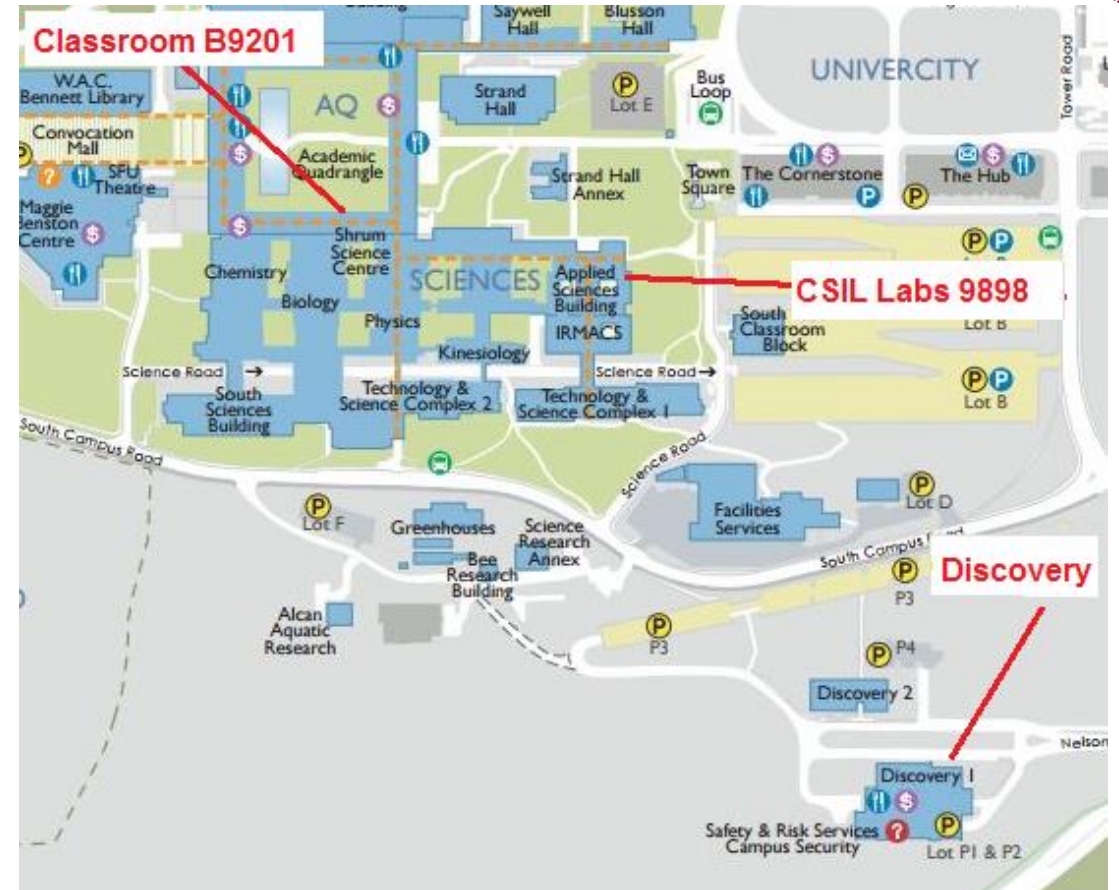 Classroom B9201
Saywell
Hall
Blusson
Hall
W.A.C.
Bennett Library
AQ
$
Strand
Hall
P
Lot E
Bus
Loop
UNIVERCITY
Tower Road
Convocation
Mall
P
$
Academic
Quadrangle
?
SFU
Theatre
Strand Hall
Annex
Town
Square
The Cornerstone
$
P
P
The Hub
$
Maggie
Benston
Centre
$
$
Shrum
Science
Centre
P P
Chemistry
SCIENCES
Applied
Sciences
Building
CSIL Labs 9898
Biology
Physics
IRMACS
South
Classroom
Block
Lot B
Kinesiology
Science Road →
Science Road →
P P
Lot B
South
Sciences
Building
Technology &
Science Complex 2
Technology &
Science Complex 1
South Campus Road
Science Road
P
Lot F
Greenhouses
Science
Research
Annex
Facilities
Services
P
Lot D
South Campus
Bee
Research
Building
Discovery
P
P3
Alcan
Aquatic
Research
P
P3
P
P4
Discovery 2
Nelson
Discovery 1
$
Safety & Risk Services
Campus Security
?
P
Lot P1 & P2